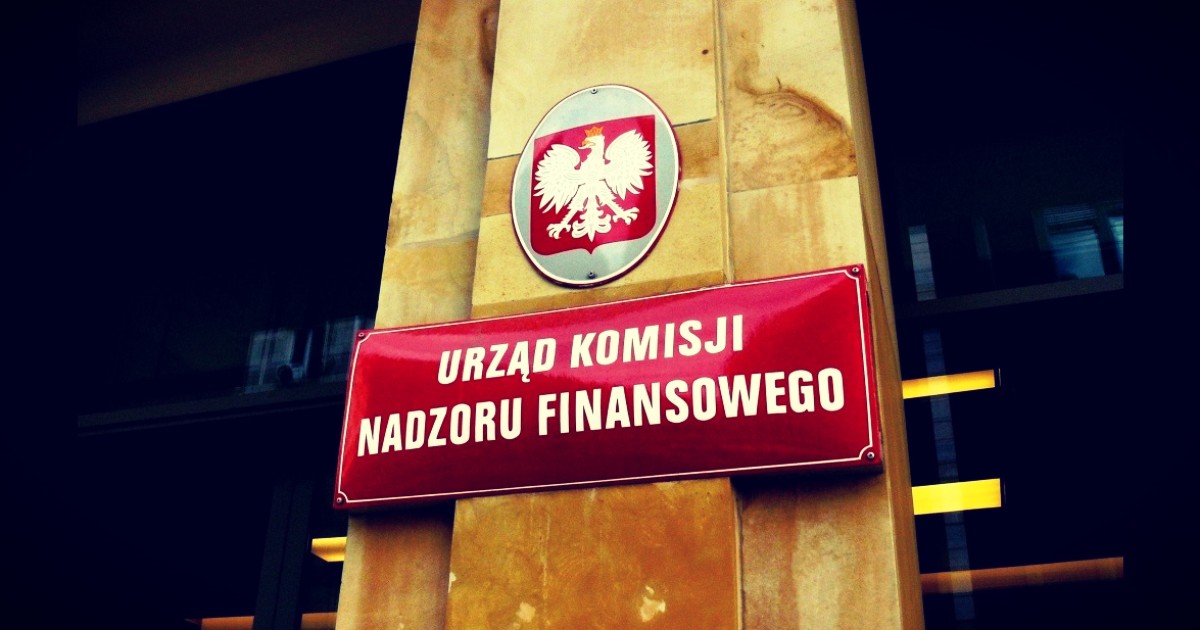 URZĄD KOMISJI
NADZORU FINANSOWEGO